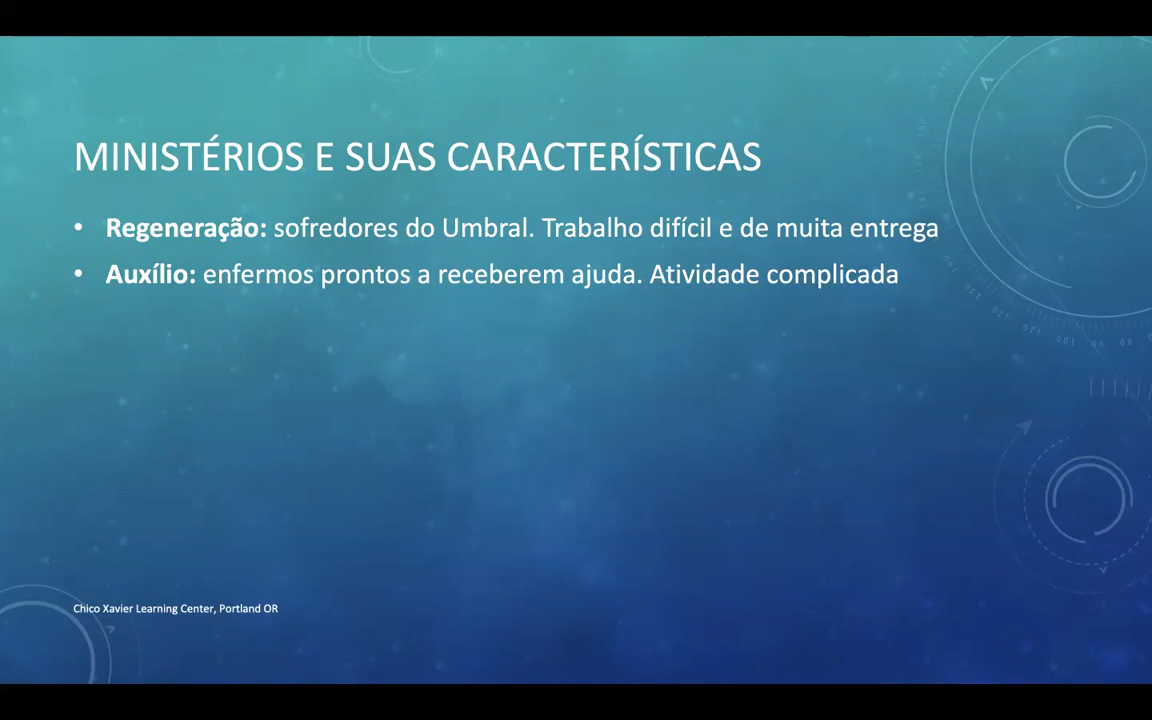 MINISTÉRIOS E SUAS CARACTERÍSTICAS
• Regeneração: sofredores do Umbral. Trabalho difícil e de muita entrega
• Auxílio: enfermos prontos a receberem ajuda. Atividade complicada
Chico Xavier Learning Center, Portland OR